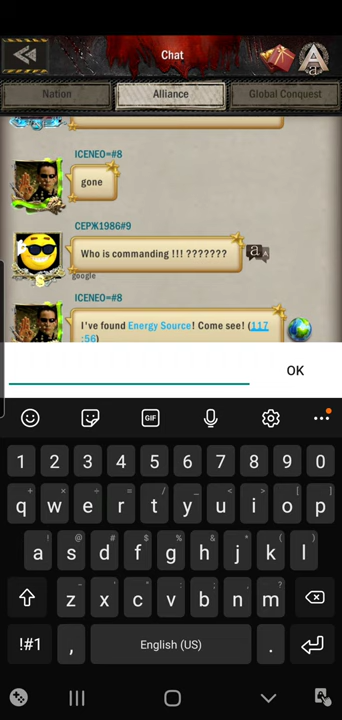 Chat
Nation
Alliance
Global Conquest
ICENEO=#8
gone
СЕРЖ1986#9
Who is commanding !!! ???????
google
ICENEO=#8
I've found Energy Source! Come see! (117
:56)
OK
GIF
1 2 3 4 5 6 7 8 9 0
q w e r t y u i o p
a s d f g h j k l
z x c v b n m
!#1 , English (US) .